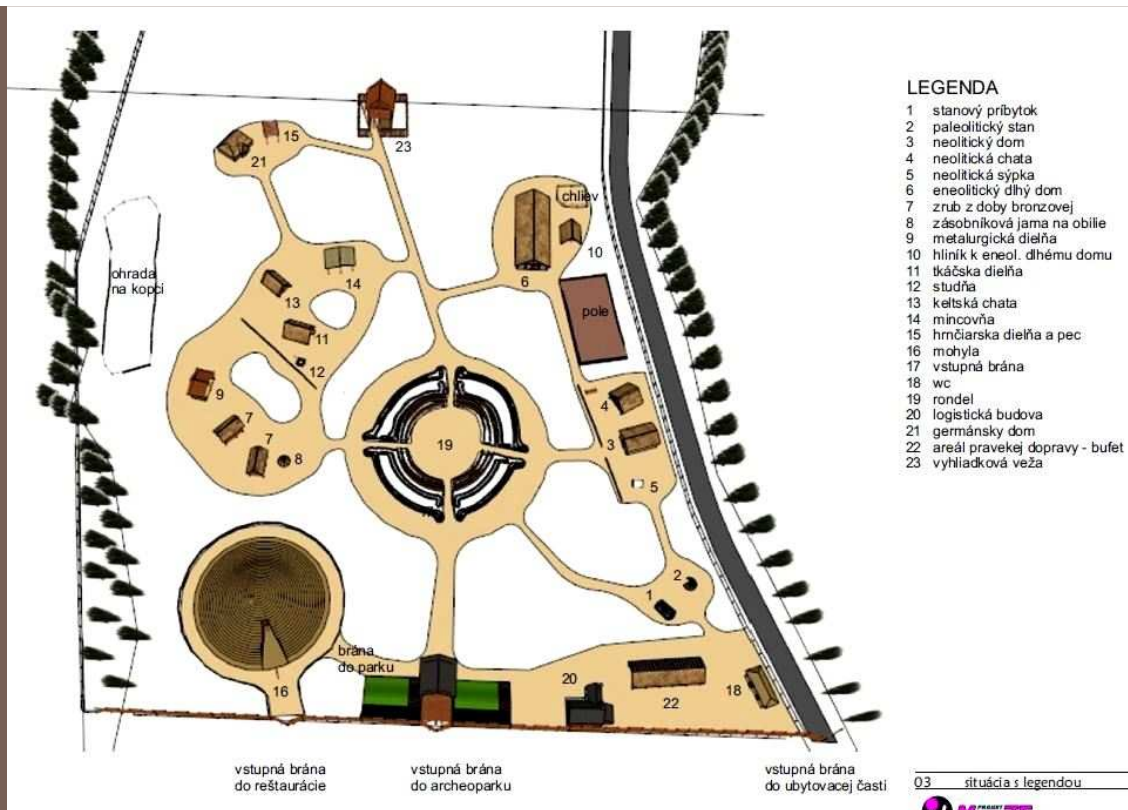 LEGENDA
1 stanový príbytok
2 paleolitický stan
3 neolitický dom
4 neolitická chata
5 neolitická sýpka
6 eneolitický dlhý dom
7 zrub z doby bronzovej
8 zásobníková jama na obilie
9 metalurgická dielňa
10 hliník k eneol. dlhému domu
11 tkáčska dielňa
12 studňa
13 keltská chata
14 mincovňa
15 hrnčiarska dielňa a pec
16 mohyla
17 vstupná brána
18 wc
19 rondel
20 logistická budova
21 germánsky dom
22 areál pravekej dopravy - bufet
23 vyhliadková veža
15
23
21
chliev
10
6
14
ohrada
na kopci
13
pole
11
12
9
4
7
3
19
7
8
5
2
1
brána
do parku
20
16
22
18
vstupná brána
do reštaurácie
vstupná brána
do archeoparku
vstupná brána
do ubytovacej časti
03 situácia s legendou
PROJEKT